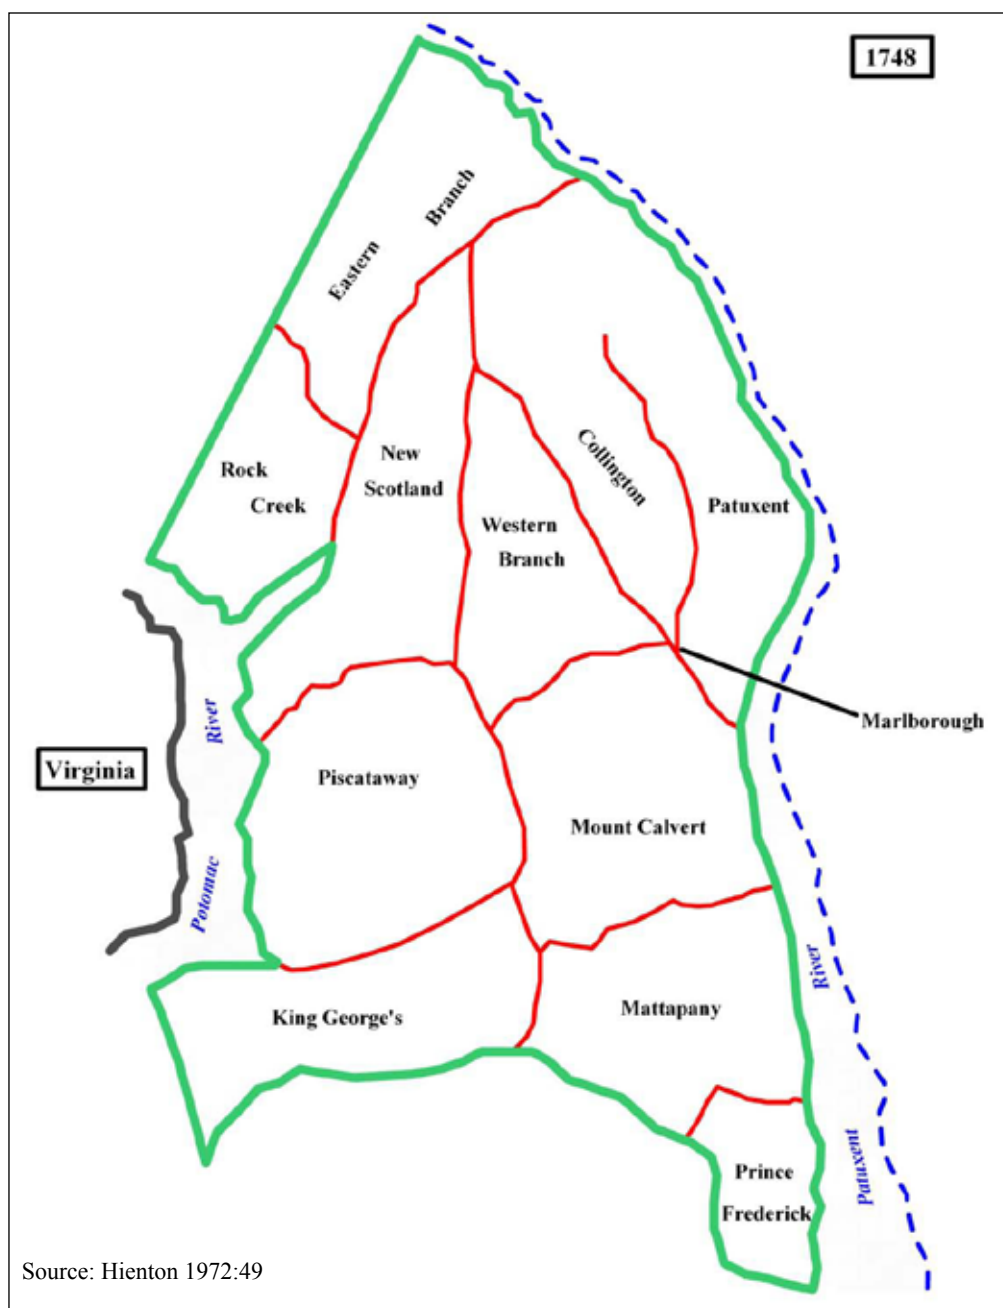 1748
Eastern Branch
Rock
Creek
New
Scotland
Collington
Western
Branch
Patuxent
Marlborough
River
Potomac
Virginia
Piscataway
Mount Calvert
King George's
Mattapany
River
Patuxent
Prince
Frederick
Source: Hienton 1972:49